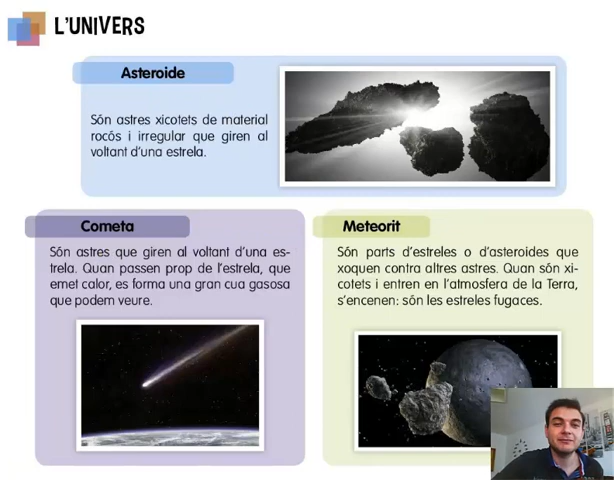 L'UNIVERS
Asteroide
Són astres xicotets de material
rocós i irregular que giren al
voltant d'una estrela.
Cometa
Són astres que giren al voltant d'una es-
trela. Quan passen prop de l'estrela, que
emet calor, es forma una gran cua gasosa
que podem veure.
Meteorit
Són parts d'estreles o d'asteroides que
xoquen contra altres astres. Quan són xi-
cotets i entren en l'atmosfera de la Terra,
s'encenen: són les estreles fugaces.